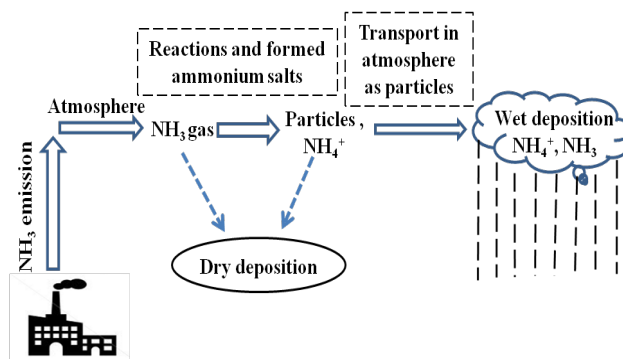 Reactions and formed
ammonium salts
Transport in
atmosphere
as particles
Atmosphere
NH₃ gas
Particles ,
NH₄⁺
Wet deposition
NH₄⁺, NH₃
NH₃ emission
Dry deposition